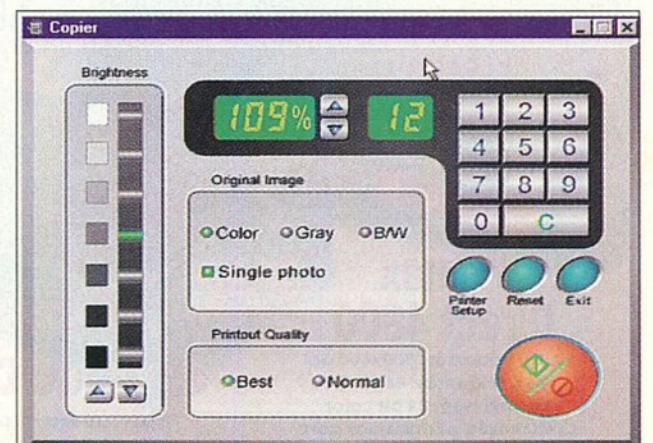 Copier
Brightness
109%
12
1 2 3
4 5 6
7 8 9
0 C
Original Image
Color Gray B/W
Single photo
Printer Setup
Reset
Exit
Printout Quality
Best Normal